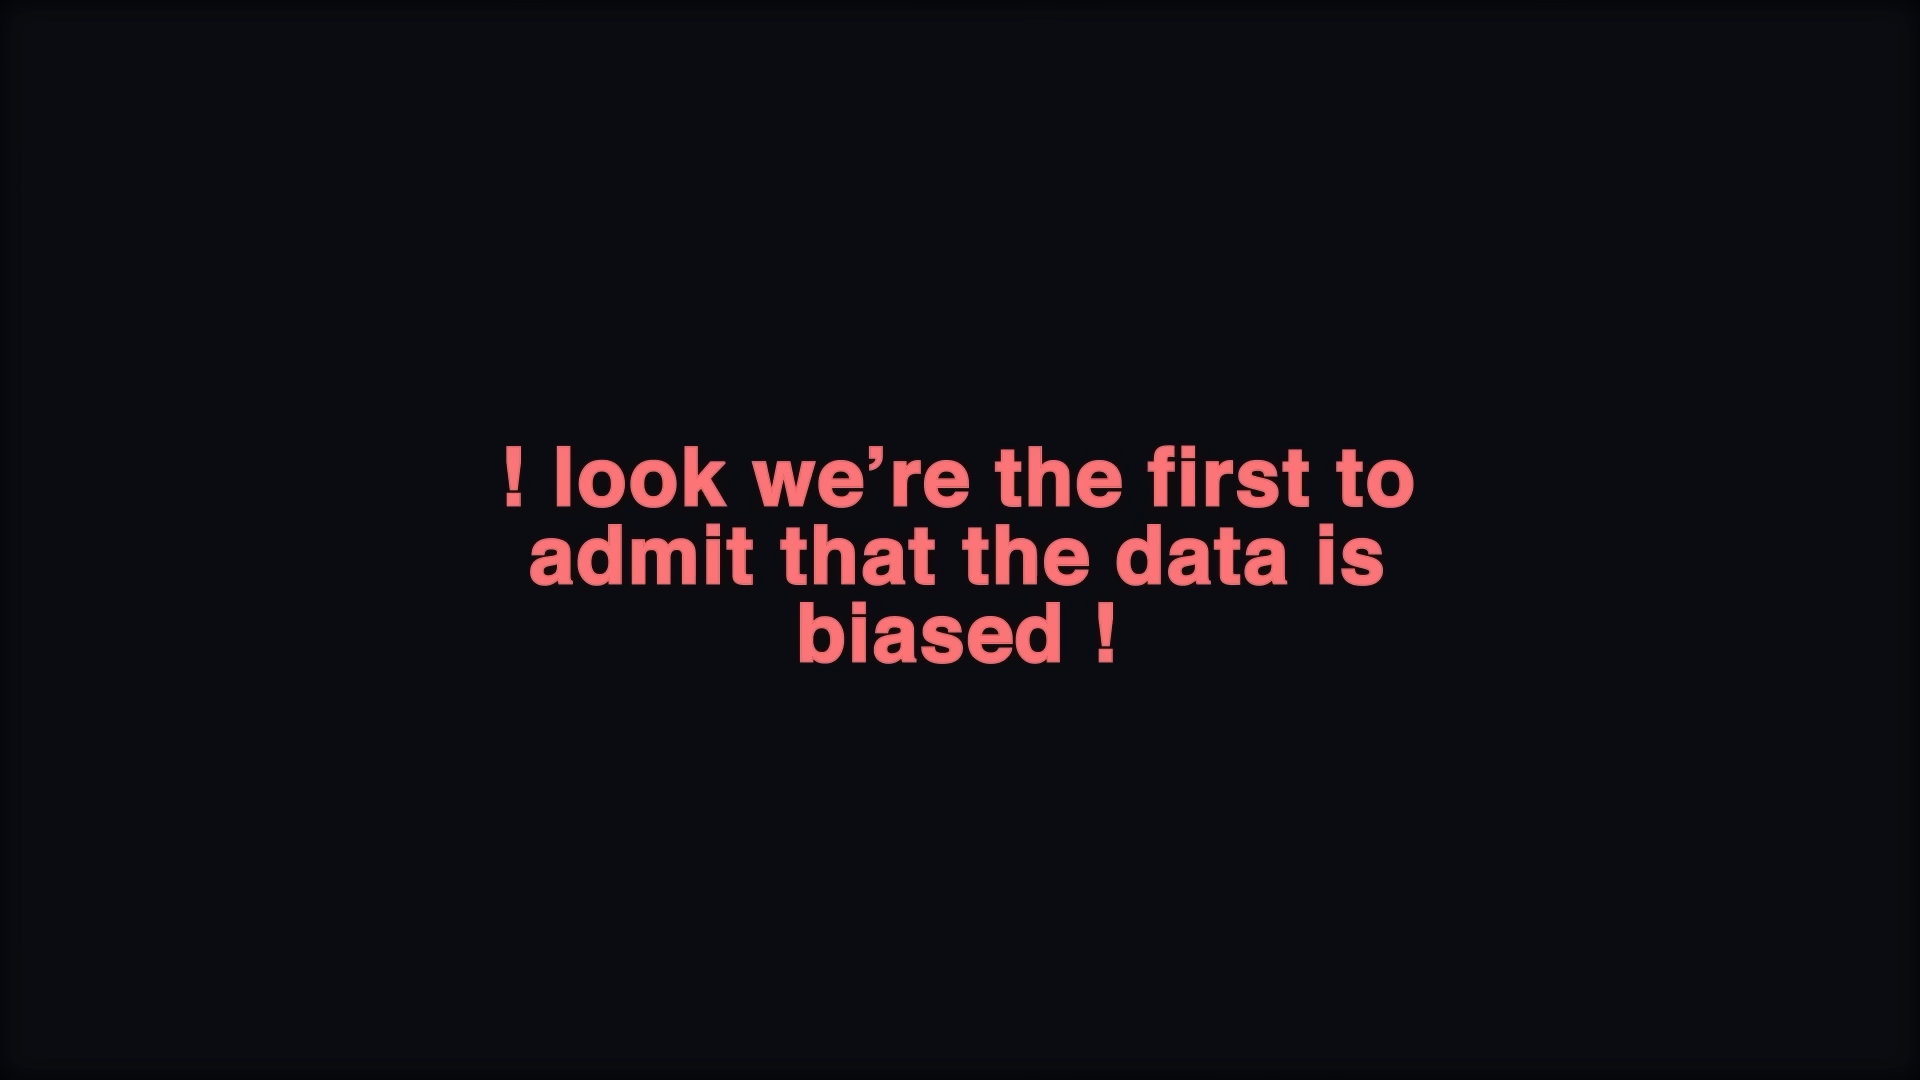 ! look we’re the first to
admit that the data is
biased !